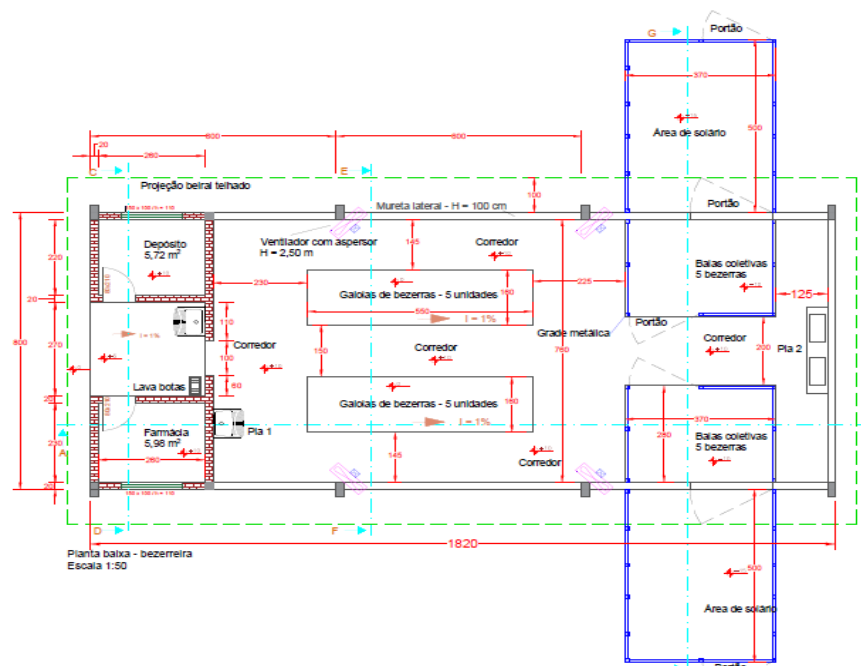 G
Portão
370
Área de solário
500
600
600
20
260
C
E
Projeção beiral telhado
100
Portão
Mureta lateral - H = 100 cm
Depósito
5,72 m²
220
Ventilador com aspersor
H = 2,50 m
145
Corredor
Baias coletivas
5 bezerras
230
Gaiolas de bezerras - 5 unidades
160
225
125
550
I = 1%
20
110
Grade metálica
Portão
I = 1%
800
270
100
Corredor
150
Corredor
760
Corredor
200
Pia 2
Lava botas
60
Gaiolas de bezerras - 5 unidades
160
370
Farmácia
5,98 m²
Pia 1
I = 1%
280
Baias coletivas
5 bezerras
230
260
A
145
Corredor
20
D
F
1820
Planta baixa - bezerreira
Escala 1:50
500
Área de solário
Portão